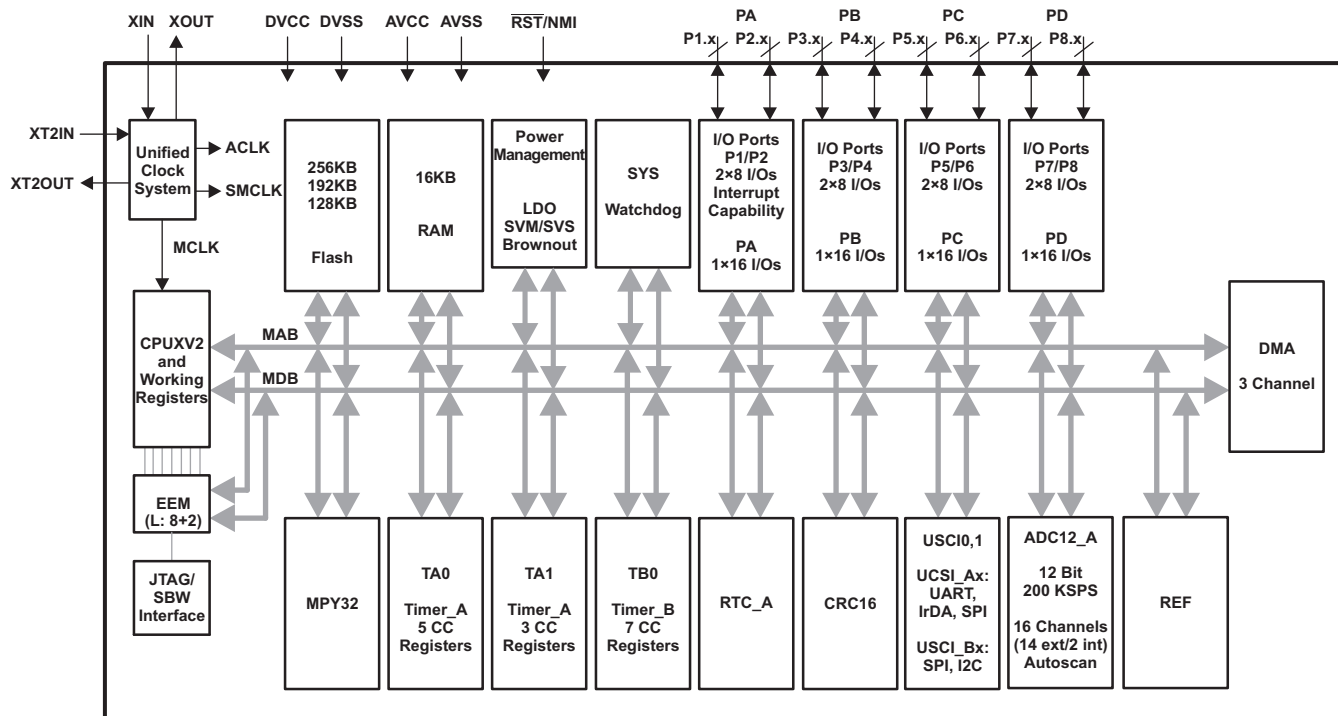 XIN XOUT DVCC DVSS AVCC AVSS RST/NMI
PA PB PC PD
P1.x P2.x P3.x P4.x P5.x P6.x P7.x P8.x
XT2IN
XT2OUT
Unified
Clock
System
ACLK
SMCLK
MCLK
256KB
192KB
128KB
Flash
16KB
RAM
Power
Management
LDO
SVM/SVS
Brownout
SYS
Watchdog
I/O Ports
P1/P2
2×8 I/Os
Interrupt
Capability
PA
1×16 I/Os
I/O Ports
P3/P4
2×8 I/Os
PB
1×16 I/Os
I/O Ports
P5/P6
2×8 I/Os
PC
1×16 I/Os
I/O Ports
P7/P8
2×8 I/Os
PD
1×16 I/Os
CPUXV2
and
Working
Registers
MAB
MDB
DMA
3 Channel
EEM
(L: 8+2)
JTAG/
SBW
Interface
MPY32
TA0
Timer_A
5 CC
Registers
TA1
Timer_A
3 CC
Registers
TB0
Timer_B
7 CC
Registers
RTC_A
CRC16
USCI0,1
UCSI_Ax:
UART,
IrDA, SPI
USCI_Bx:
SPI, I2C
ADC12_A
12 Bit
200 KSPS
16 Channels
(14 ext/2 int)
Autoscan
REF